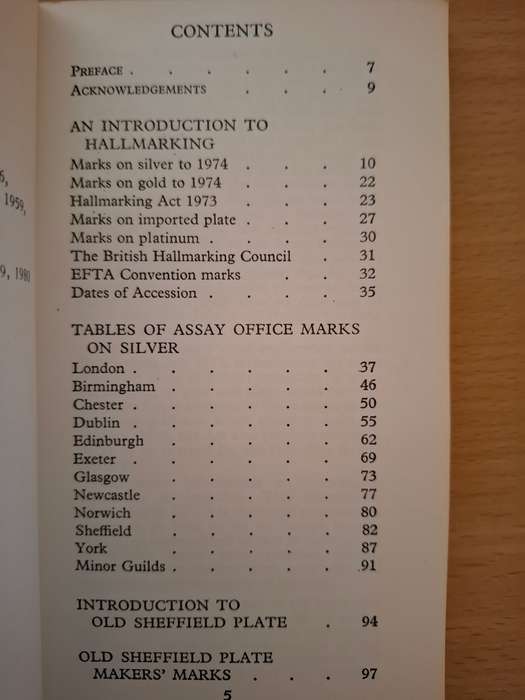 CONTENTS
PREFACE . . . . . . 7
ACKNOWLEDGEMENTS . . . 9
AN INTRODUCTION TO
HALLMARKING
Marks on silver to 1974 . . . 10
Marks on gold to 1974 . . . 22
Hallmarking Act 1973 . . . 23
Marks on imported plate . . . 27
Marks on platinum . . . . 30
The British Hallmarking Council . 31
EFTA Convention marks . . 32
Dates of Accession . . . . 35
TABLES OF ASSAY OFFICE MARKS
ON SILVER
London . . . . . . 37
Birmingham . . . . . 46
Chester . . . . . . 50
Dublin . . . . . . 55
Edinburgh . . . . . 62
Exeter . . . . . . 69
Glasgow . . . . . 73
Newcastle . . . . . 77
Norwich . . . . . 80
Sheffield . . . . . 82
York . . . . . 87
Minor Guilds . . . . . 91
INTRODUCTION TO
OLD SHEFFIELD PLATE . 94
OLD SHEFFIELD PLATE
MAKERS' MARKS . . . 97
5
1959,
9, 1980